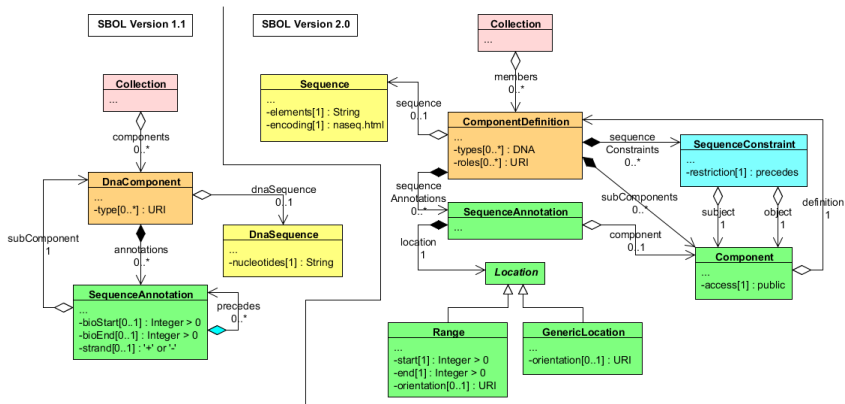 SBOL Version 1.1
SBOL Version 2.0
Collection
...
components
0..*
DnaComponent
...
-type[0..*] : URI
dnaSequence
0..1
DnaSequence
...
-nucleotides[1] : String
subComponent
1
annotations
0..*
SequenceAnnotation
...
-bioStart[0..1] : Integer > 0
-bioEnd[0..1] : Integer > 0
-strand[0..1] : '+' or '-'
precedes
0..*
Collection
...
members
0..*
Sequence
...
-elements[1] : String
-encoding[1] : naseq.html
sequence
0..1
ComponentDefinition
...
-types[0..*] : DNA
-roles[0..*] : URI
sequence
Constraints
0..*
SequenceConstraint
...
-restriction[1] : precedes
sequence
Annotations
0..*
SequenceAnnotation
...
subComponents
0..*
subject
1
object
1
definition
1
location
1
component
0..1
Component
...
-access[1] : public
Location
Range
...
-start[1] : Integer > 0
-end[1] : Integer > 0
-orientation[0..1] : URI
GenericLocation
...
-orientation[0..1] : URI